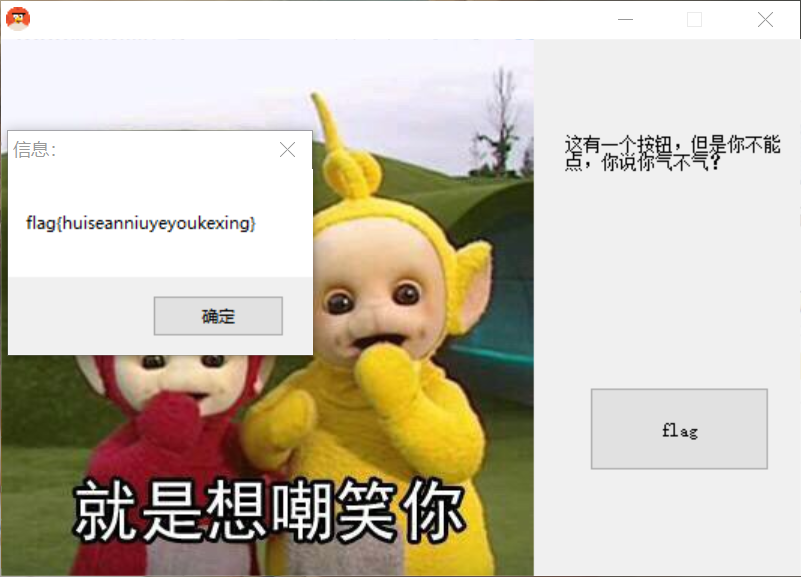 信息:
flag{huiseanniuyeyoukexing}
确定
这有一个按钮，但是你不能
点，你说你气不气？
flag
就是想嘲笑你